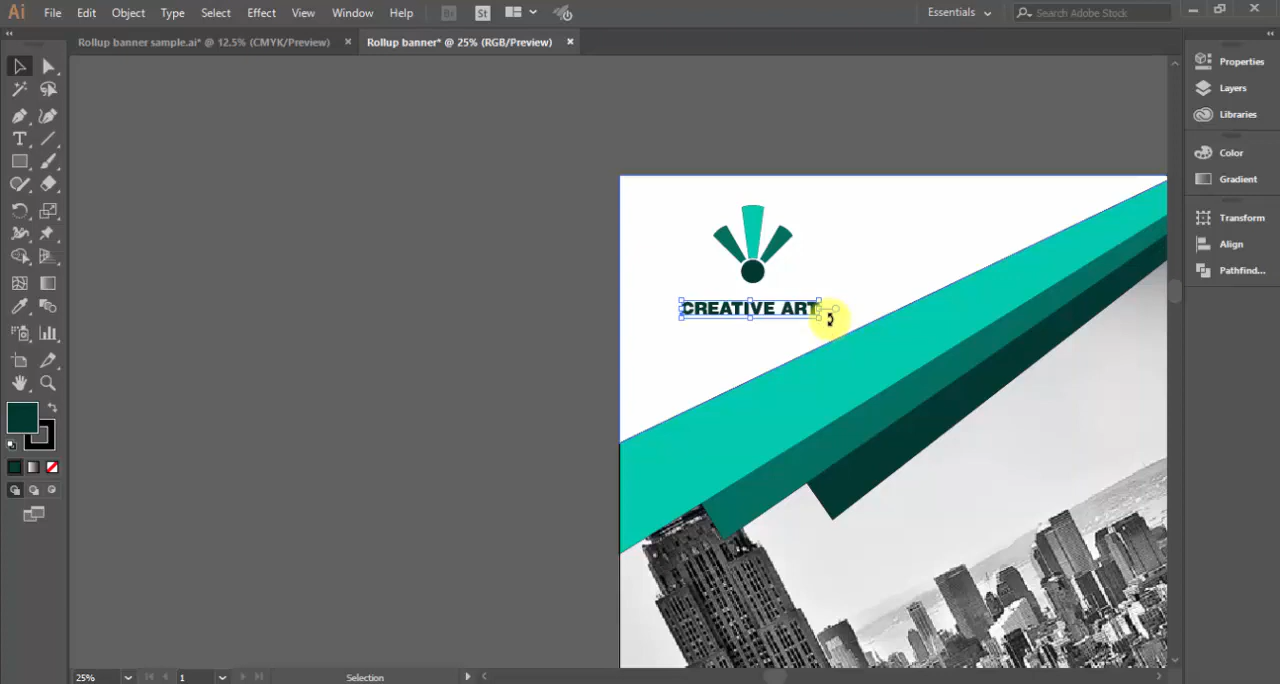 Ai File Edit Object Type Select Effect View Window Help Br St Essentials Search Adobe Stock
Rollup banner sample.ai* @ 12.5% (CMYK/Preview) × Rollup banner* @ 25% (RGB/Preview) ×
Properties
Layers
Libraries
Color
Gradient
Transform
Align
Pathfind...
CREATIVE ART
25% 1 Selection